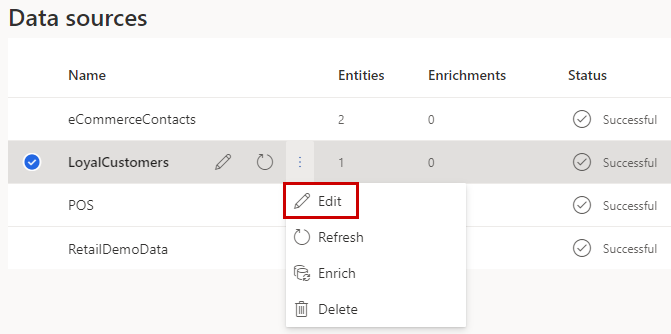 Data sources
Name Entities Enrichments Status
eCommerceContacts 2 0 Successful
LoyalCustomers 1 0 Successful
POS Edit Successful
Refresh
RetailDemoData Successful
Enrich
Delete